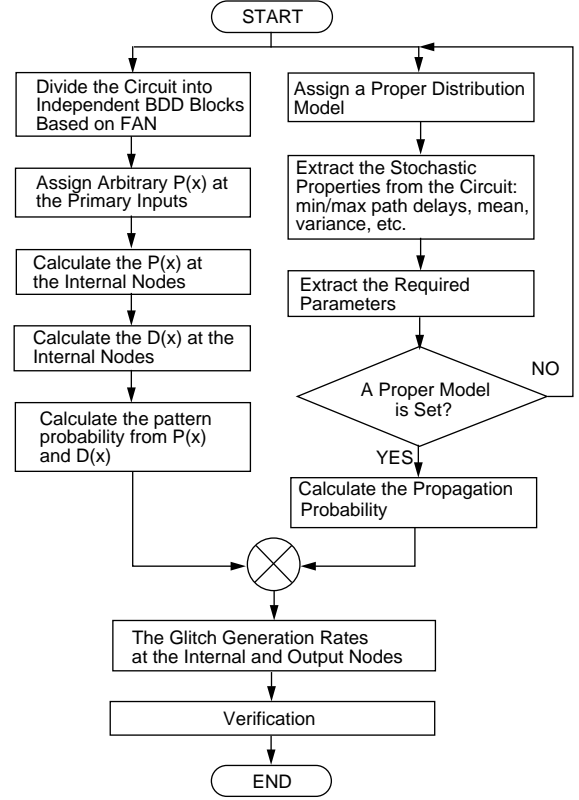 START
Divide the Circuit into
Independent BDD Blocks
Based on FAN
Assign Arbitrary P(x) at
the Primary Inputs
Calculate the P(x) at
the Internal Nodes
Calculate the D(x) at the
Internal Nodes
Calculate the pattern
probability from P(x)
and D(x)
Assign a Proper Distribution
Model
Extract the Stochastic
Properties from the Circuit:
min/max path delays, mean,
variance, etc.
Extract the Required
Parameters
A Proper Model
is Set?
NO
YES
Calculate the Propagation
Probability
The Glitch Generation Rates
at the Internal and Output Nodes
Verification
END